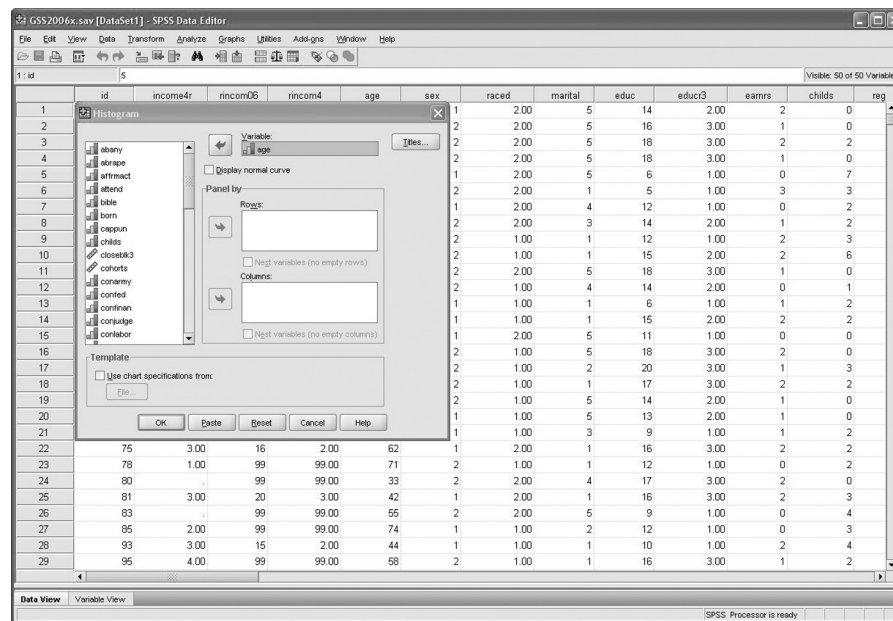 GSS2006x.sav [DataSet1] - SPSS Data Editor
File Edit View Data Transform Analyze Graphs Utilities Add-ons Window Help
1 : id 5 Visible: 50 of 50 Variable
id income4r rincom06 rincom4 age sex raced marital educ educr3 earnrs childs reg
Histogram
abany
abrape
affrmact
attend
bible
born
cappun
childs
closeblk3
cohorts
conarmy
confed
confinan
conjudge
conlabor
Variable:
age
Titles...
Display normal curve
Panel by
Rows:
Nest variables (no empty rows)
Columns:
Nest variables (no empty columns)
Template
Use chart specifications from:
File...
OK Paste Reset Cancel Help
1 1 2.00 5 14 2.00 2 0
2 2 2.00 5 16 3.00 1 0
3 2 2.00 5 18 3.00 2 2
4 2 2.00 5 18 3.00 1 0
5 1 2.00 5 6 1.00 0 7
6 2 2.00 1 5 1.00 3 3
7 1 2.00 4 12 1.00 0 2
8 2 2.00 3 14 2.00 1 2
9 2 1.00 1 12 1.00 2 3
10 2 2.00 1 15 2.00 2 6
11 2 2.00 5 18 3.00 1 0
12 2 2.00 4 14 2.00 0 1
13 1 1.00 1 6 1.00 1 2
14 1 1.00 1 15 2.00 2 2
15 1 2.00 5 11 1.00 0 0
16 2 1.00 5 18 3.00 2 0
17 2 1.00 2 20 3.00 1 3
18 2 1.00 1 17 3.00 2 2
19 2 1.00 5 14 2.00 1 0
20 1 1.00 5 13 2.00 1 0
21 1 1.00 3 9 1.00 1 2
22 75 3.00 16 2.00 62 1 2.00 1 16 3.00 2 2
23 78 1.00 99 99.00 71 2 1.00 1 12 1.00 0 2
24 80 . 99 99.00 33 2 2.00 4 17 3.00 2 0
25 81 3.00 20 3.00 42 1 1.00 1 16 3.00 2 3
26 83 . 99 99.00 55 2 2.00 5 9 1.00 0 4
27 85 2.00 99 99.00 74 1 1.00 2 12 1.00 0 3
28 93 3.00 15 2.00 44 1 1.00 1 10 1.00 2 4
29 95 4.00 99 99.00 58 2 1.00 1 16 3.00 1 2
Data View Variable View
SPSS Processor is ready